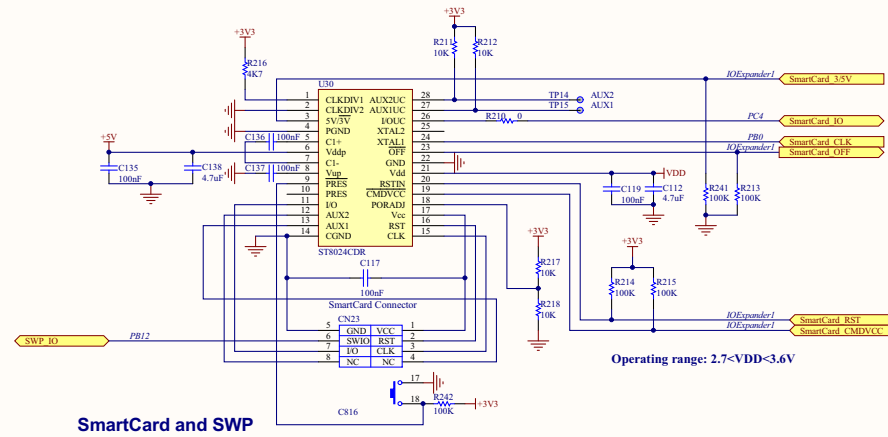 +3V3
R216
4K7
+3V3
R211
10K
R212
10K
U30
1 CLKDIV1 AUX2UC 28
2 CLKDIV2 AUX1UC 27
3 5V/3V I/OUC 26
4 PGND XTAL2 25
5 C1+ XTAL1 24
6 Vddp OFF 23
7 C1- GND 22
8 Vup Vdd 21
9 PRES RSTIN 20
10 PRES CMDVCC 19
11 I/O PORADJ 18
12 AUX2 Vcc 17
13 AUX1 RST 16
14 CGND CLK 15
ST8024CDR
TP14 AUX2
TP15 AUX1
R210 0
IOExpander1 SmartCard_3/5V
PC4 SmartCard_IO
PB0 SmartCard_CLK
IOExpander1 SmartCard_OFF
+5V
C135
100nF
C138
4.7uF
C136 100nF
C137 100nF
VDD
C119
100nF
C112
4.7uF
R241
100K
R213
100K
+3V3
R217
10K
R218
10K
+3V3
R214
100K
R215
100K
IOExpander1 SmartCard_RST
IOExpander1 SmartCard_CMDVCC
C117
100nF
SmartCard Connector
CN23
5 GND VCC 1
6 SWIO RST 2
7 I/O CLK 3
8 NC NC 4
SWP_IO PB12
17
18
R242
100K
+3V3
C816
Operating range: 2.7<VDD<3.6V
SmartCard and SWP